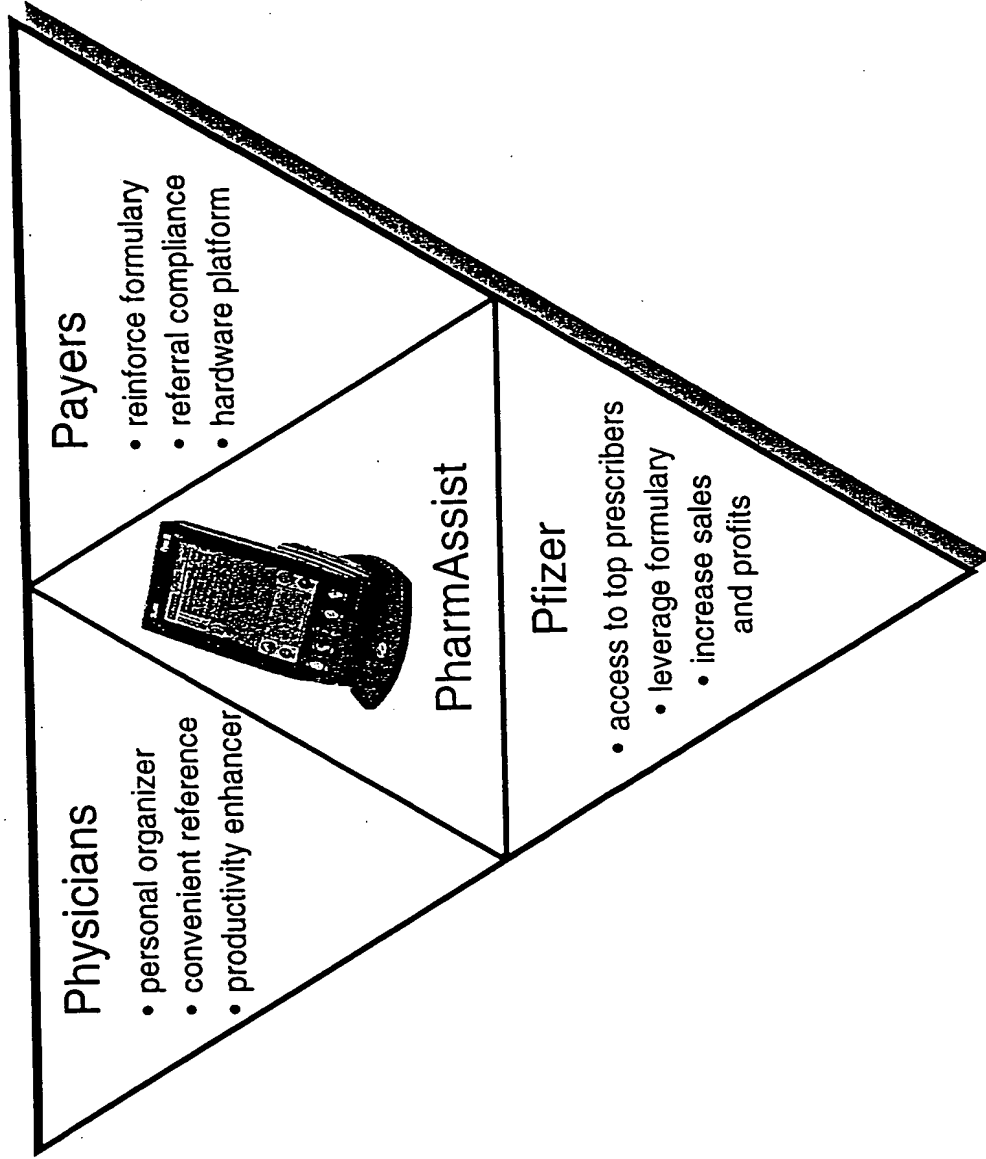 Physicians
• personal organizer
• convenient reference
• productivity enhancer
Payers
• reinforce formulary
• referral compliance
• hardware platform
PharmAssist
Pfizer
• access to top prescribers
• leverage formulary
• increase sales
and profits